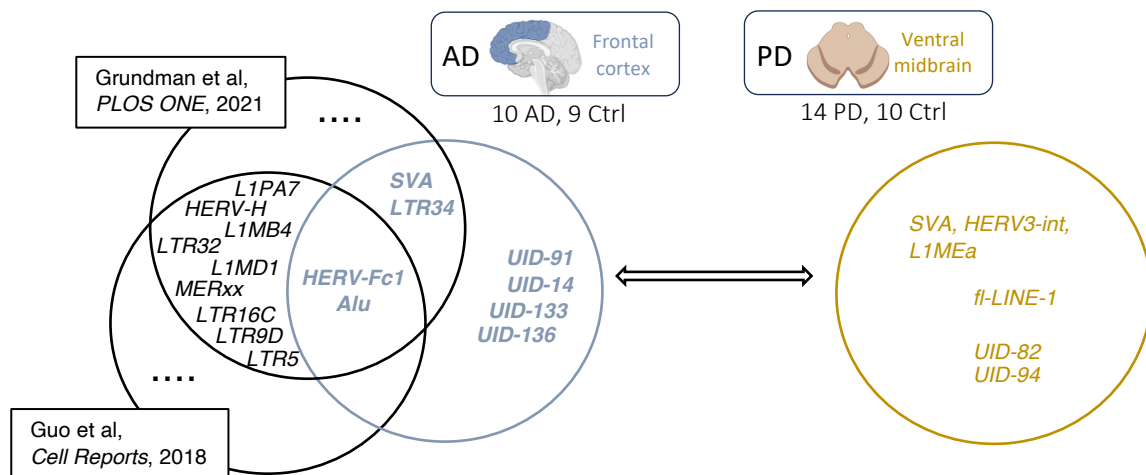 Grundman et al,
PLOS ONE, 2021
AD
Frontal
cortex
10 AD, 9 Ctrl
PD
Ventral
midbrain
14 PD, 10 Ctrl
....
L1PA7
HERV-H
L1MB4
LTR32
L1MD1
MERxx
LTR16C
LTR9D
LTR5
....
SVA
LTR34
HERV-Fc1
Alu
UID-91
UID-14
UID-133
UID-136
SVA, HERV3-int,
L1MEa
fl-LINE-1
UID-82
UID-94
Guo et al,
Cell Reports, 2018